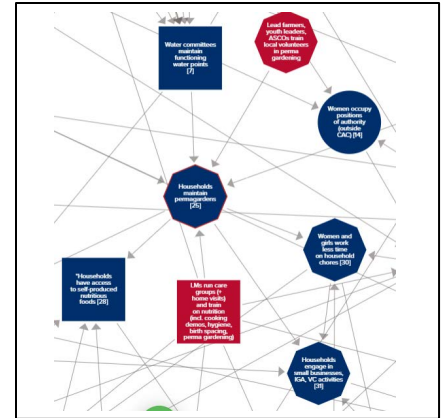 Water committees
maintain
functioning
water points
[7]
Lead farmers,
youth leaders,
ASCOs train
local volunteers
in perma
gardening
Women occupy
positions
of authority
(outside
CAC) [14]
Households
maintain
permagardens
[25]
Women and
girls work
less time
on household
chores [30]
"Households
have access
to self-produced
nutritious
foods [28]
LMs run care
groups (+
home visits)
and train
on nutrition
(incl. cooking
demos, hygiene,
birth spacing,
perma gardening)
Households
engage in
small businesses,
IGA, VC activities
[31]